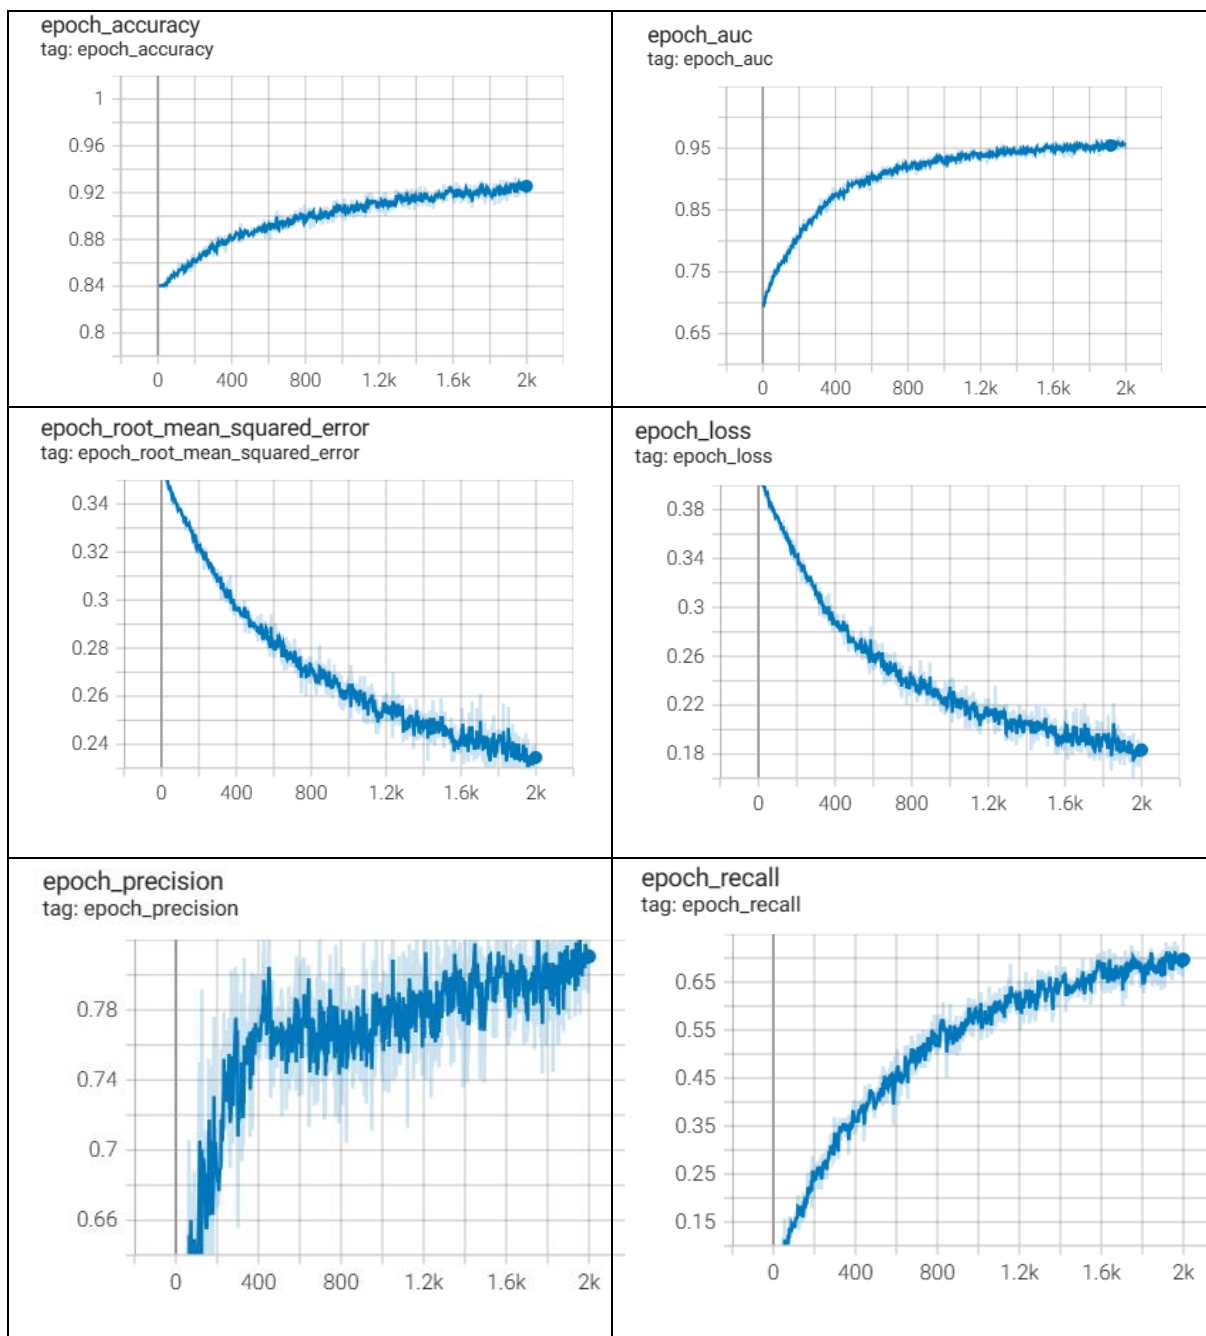 epoch_accuracy
tag: epoch_accuracy
1
0.96
0.92
0.88
0.84
0.8
0 400 800 1.2k 1.6k 2k
epoch_auc
tag: epoch_auc
0.95
0.85
0.75
0.65
0 400 800 1.2k 1.6k 2k
epoch_root_mean_squared_error
tag: epoch_root_mean_squared_error
0.34
0.32
0.3
0.28
0.26
0.24
0 400 800 1.2k 1.6k 2k
epoch_loss
tag: epoch_loss
0.38
0.34
0.3
0.26
0.22
0.18
0 400 800 1.2k 1.6k 2k
epoch_precision
tag: epoch_precision
0.78
0.74
0.7
0.66
0 400 800 1.2k 1.6k 2k
epoch_recall
tag: epoch_recall
0.65
0.55
0.45
0.35
0.25
0.15
0 400 800 1.2k 1.6k 2k